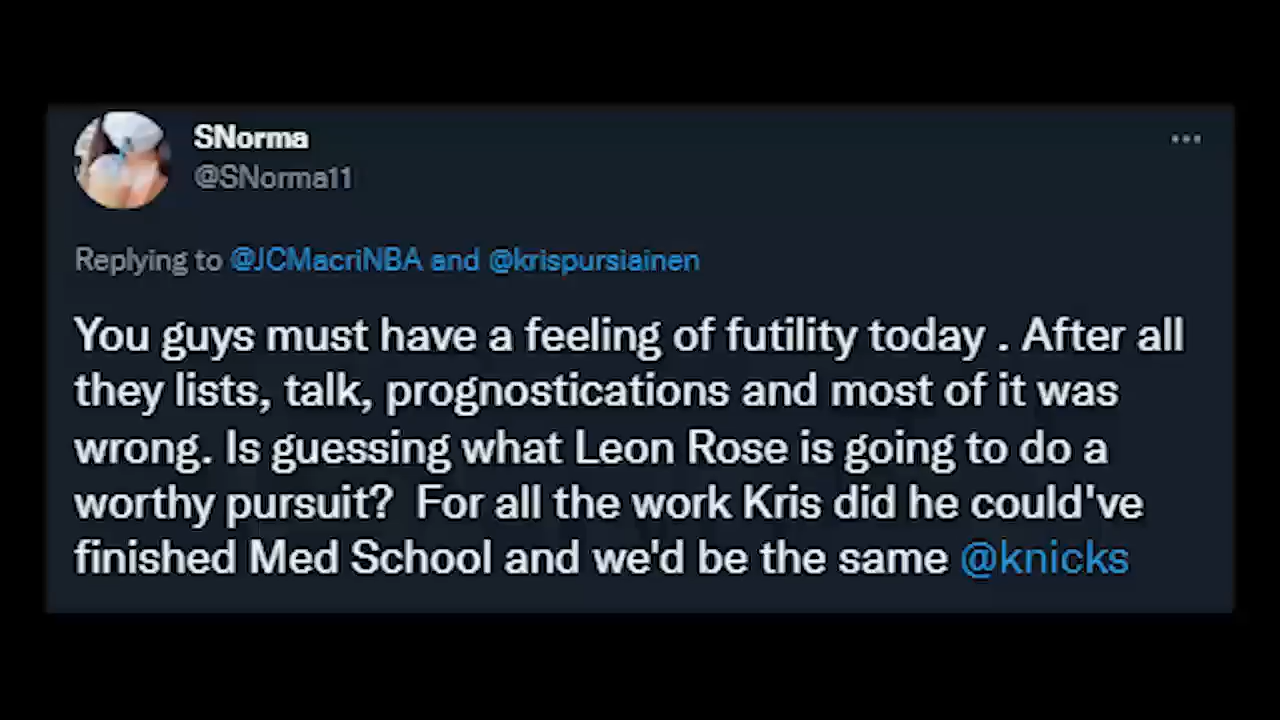 SNorma
@SNorma11
Replying to @JCMacriNBA and @krispursiainen
You guys must have a feeling of futility today . After all
they lists, talk, prognostications and most of it was
wrong. Is guessing what Leon Rose is going to do a
worthy pursuit?  For all the work Kris did he could've
finished Med School and we'd be the same @knicks